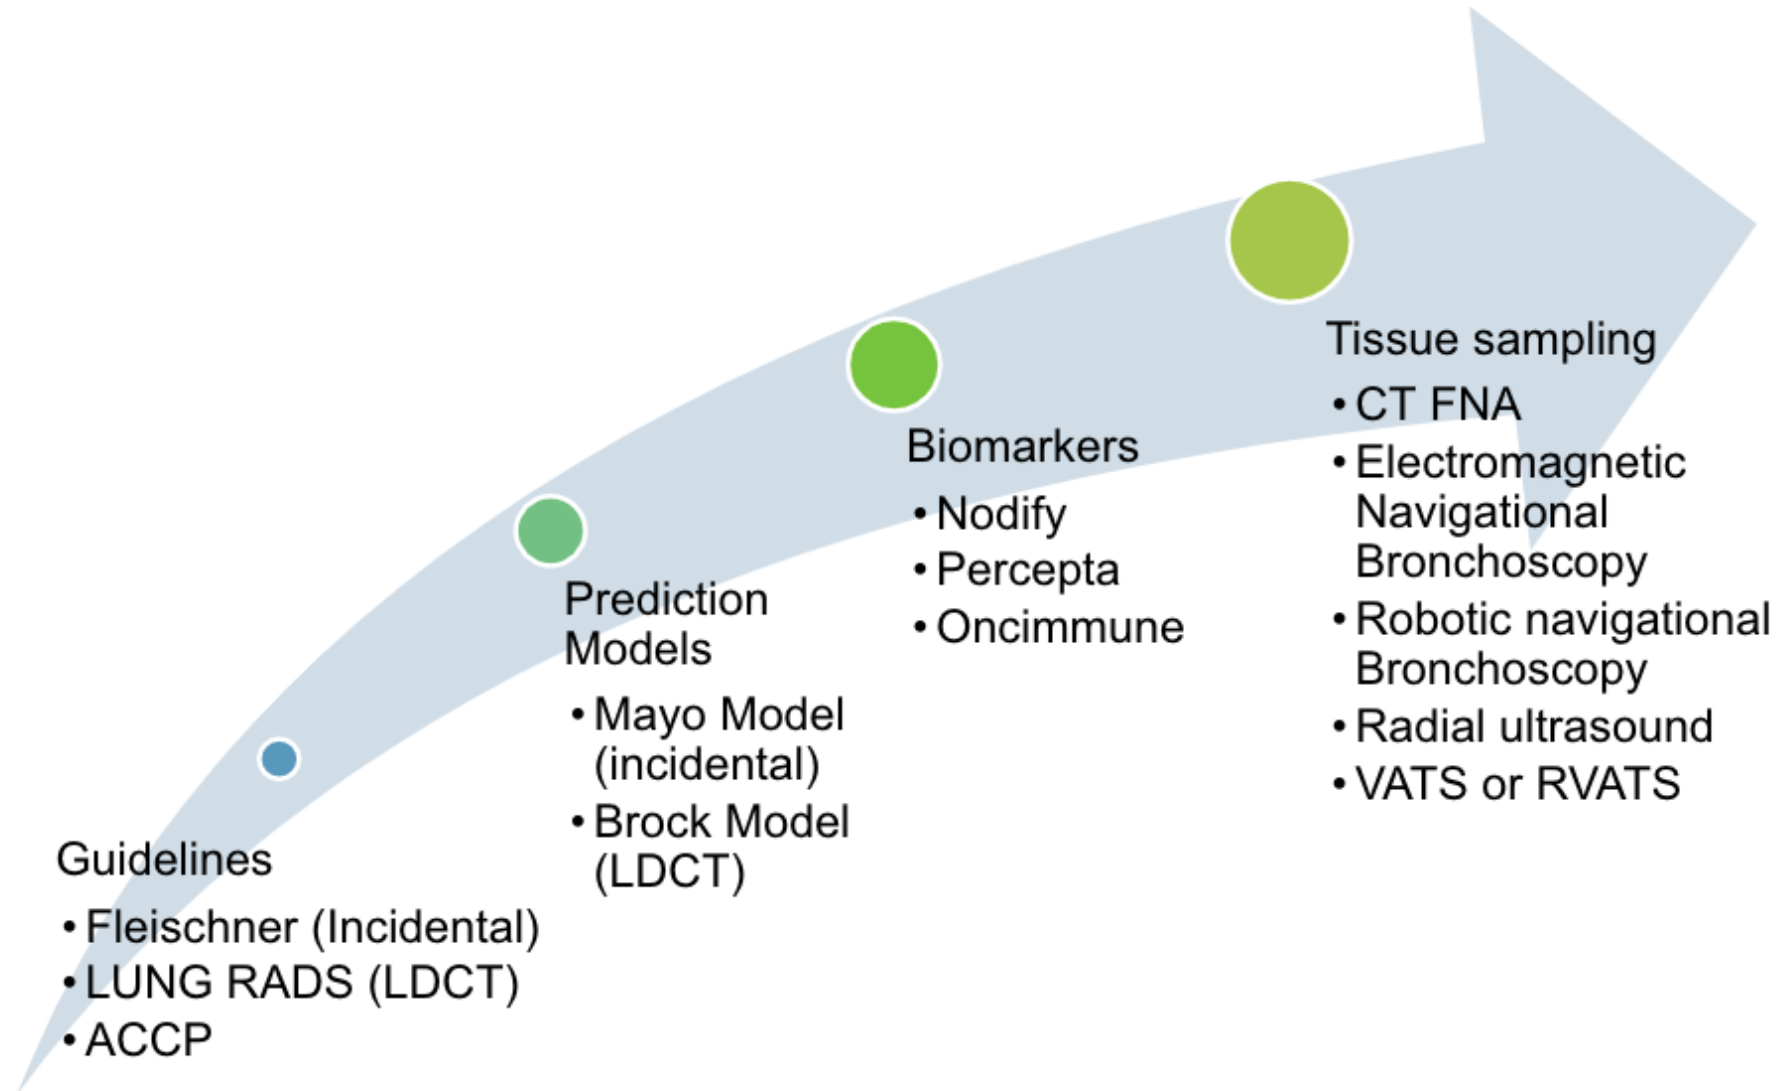 Guidelines
• Fleischner (Incidental)
• LUNG RADS (LDCT)
• ACCP
Prediction
Models
• Mayo Model
(incidental)
• Brock Model
(LDCT)
Biomarkers
• Nodify
• Percepta
• Oncimmune
Tissue sampling
• CT FNA
• Electromagnetic
Navigational
Bronchoscopy
• Robotic navigational
Bronchoscopy
• Radial ultrasound
• VATS or RVATS